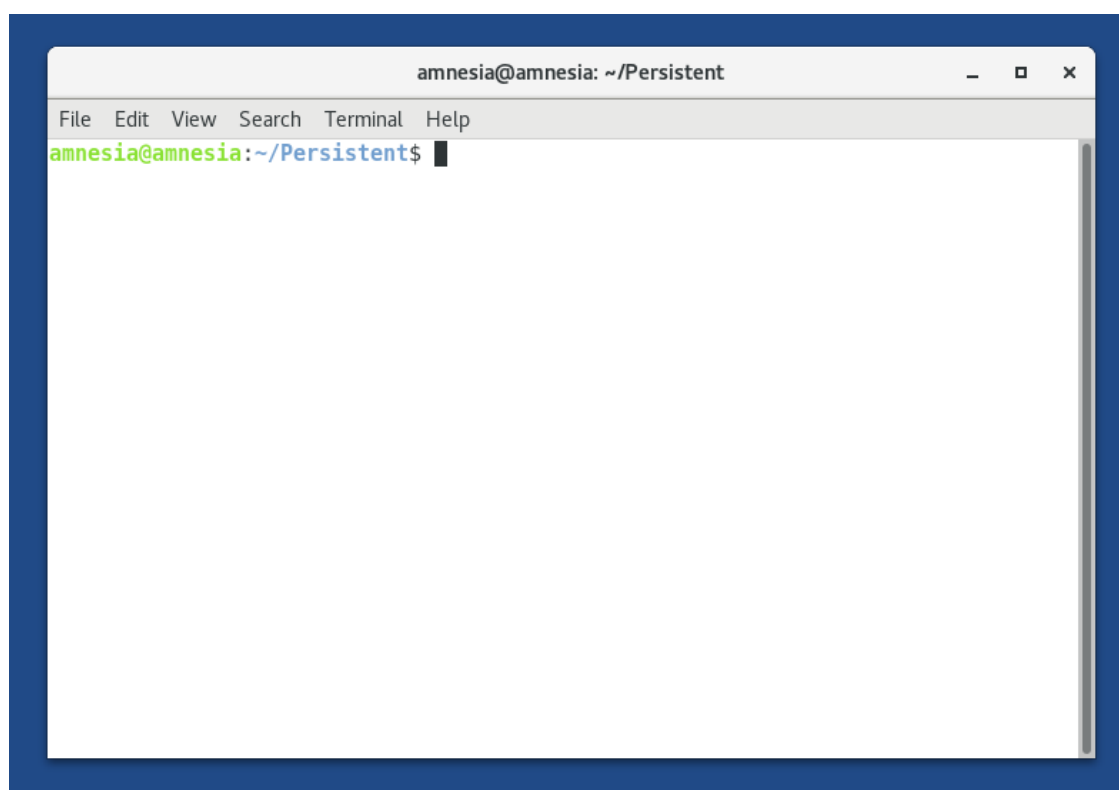 amnesia@amnesia: ~/Persistent
File Edit View Search Terminal Help
amnesia@amnesia:~/Persistent$